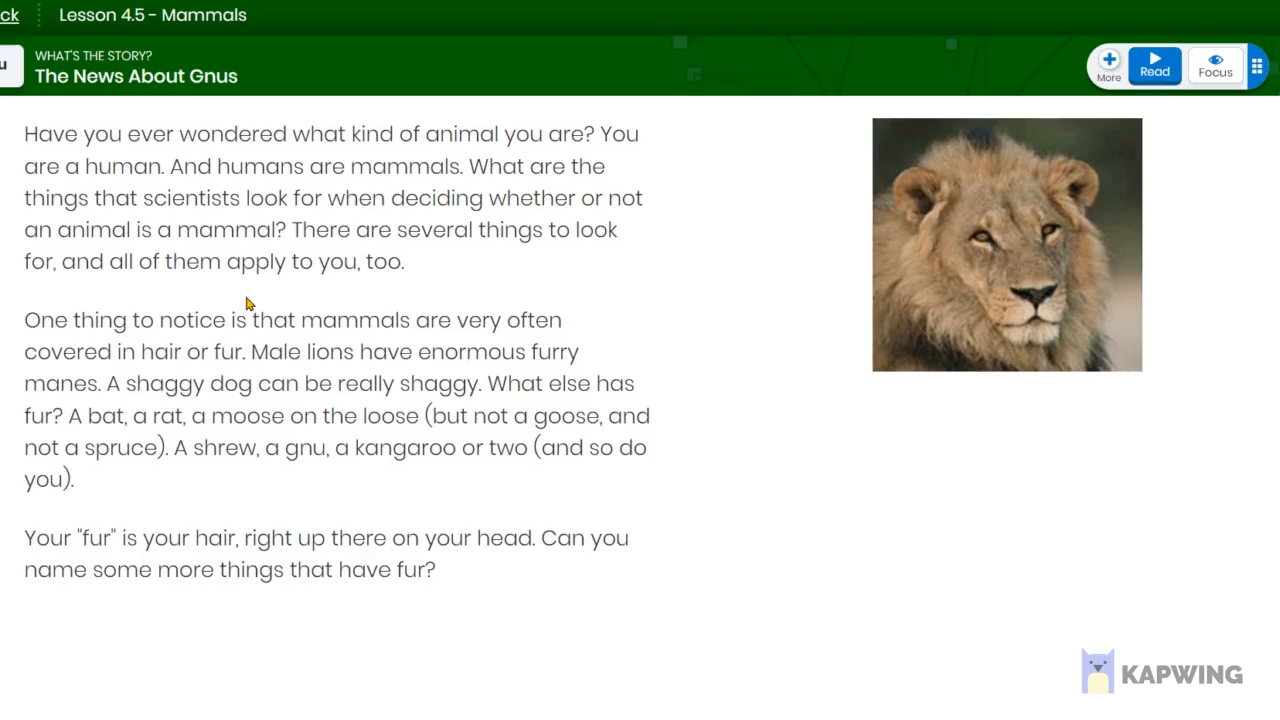 ck
Lesson 4.5 - Mammals
u
WHAT'S THE STORY?
The News About Gnus
More
Read
Focus
Have you ever wondered what kind of animal you are? You
are a human. And humans are mammals. What are the
things that scientists look for when deciding whether or not
an animal is a mammal? There are several things to look
for, and all of them apply to you, too.
One thing to notice is that mammals are very often
covered in hair or fur. Male lions have enormous furry
manes. A shaggy dog can be really shaggy. What else has
fur? A bat, a rat, a moose on the loose (but not a goose, and
not a spruce). A shrew, a gnu, a kangaroo or two (and so do
you).
Your "fur" is your hair, right up there on your head. Can you
name some more things that have fur?
KAPWING